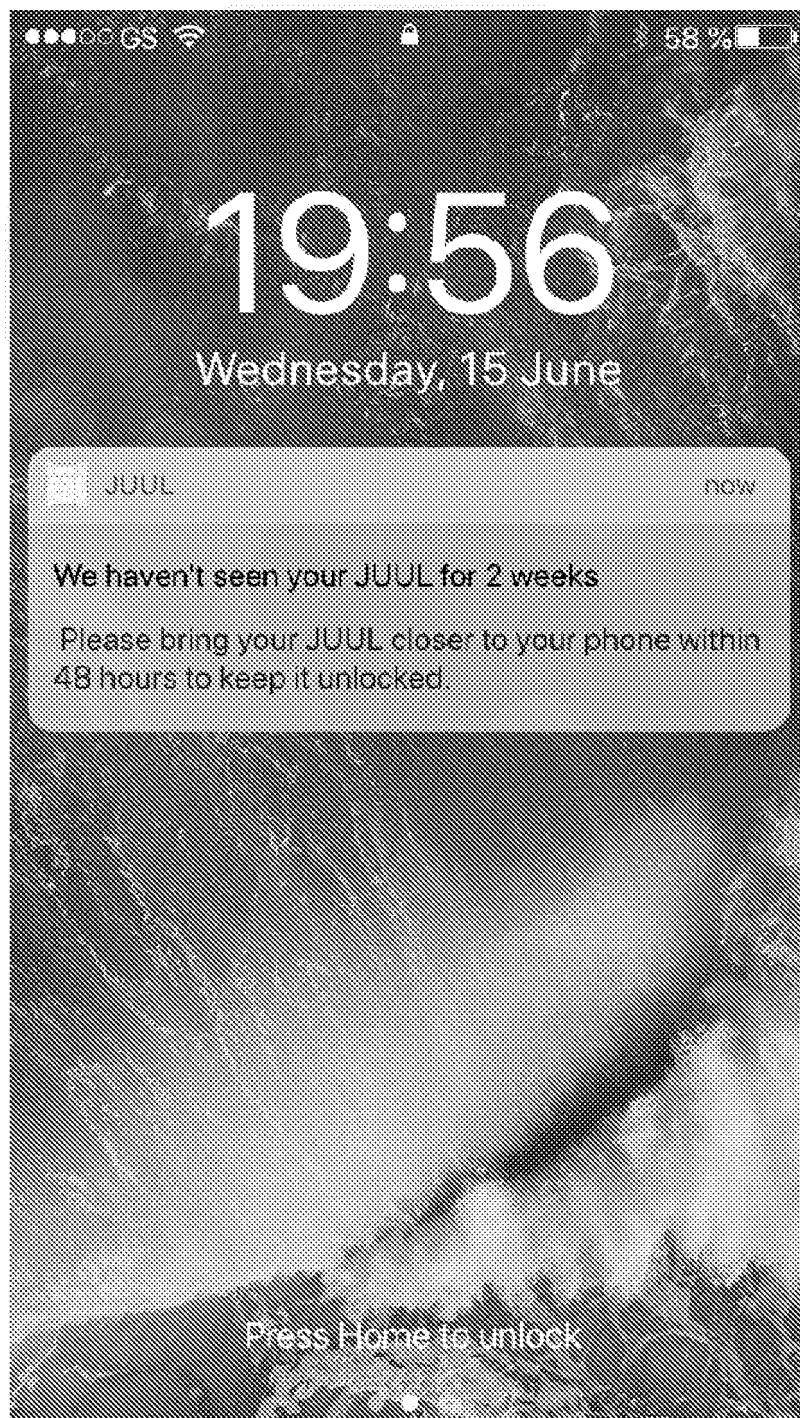 GS 58 %
19:56
Wednesday, 15 June
JUUL now
We haven't seen your JUUL for 2 weeks
Please bring your JUUL closer to your phone within
48 hours to keep it unlocked.
Press Home to unlock